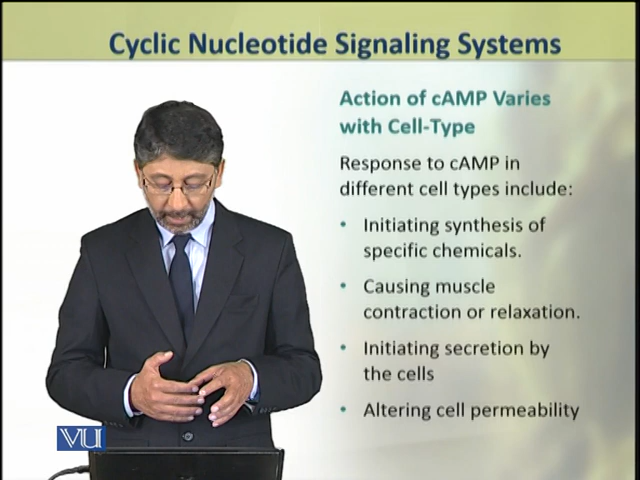 Cyclic Nucleotide Signaling Systems
Action of cAMP Varies
with Cell-Type
Response to cAMP in
different cell types include:
• Initiating synthesis of
specific chemicals.
• Causing muscle
contraction or relaxation.
• Initiating secretion by
the cells
• Altering cell permeability
VU